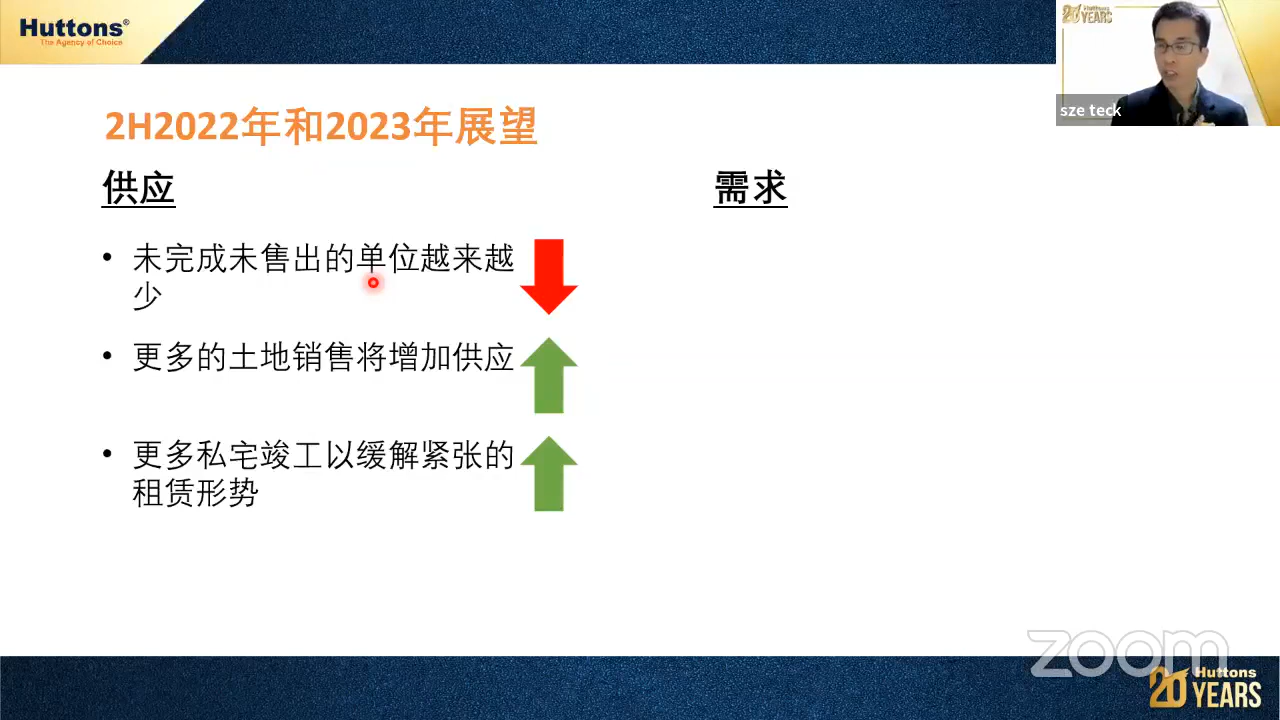 Huttons®
The Agency of Choice
20 Huttons
YEARS
sze teck
2H2022年和2023年展望
供应
需求
• 未完成未售出的单位越来越
少
• 更多的土地销售将增加供应
• 更多私宅竣工以缓解紧张的
租赁形势
zoom
Huttons
20 YEARS